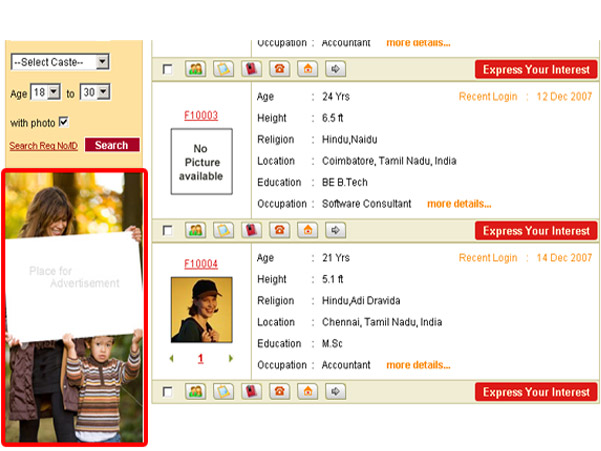 --Select Caste--
Age 18 to 30
with photo
Search Reg No/ID Search
Place for
Advertisement
Occupation : Accountant more details...
Express Your Interest
F10003
No
Picture
available
Age : 24 Yrs Recent Login : 12 Dec 2007
Height : 6.5 ft
Religion : Hindu,Naidu
Location : Coimbatore, Tamil Nadu, India
Education : BE B.Tech
Occupation : Software Consultant more details...
Express Your Interest
F10004
1
Age : 21 Yrs Recent Login : 14 Dec 2007
Height : 5.1 ft
Religion : Hindu,Adi Dravida
Location : Chennai, Tamil Nadu, India
Education : M.Sc
Occupation : Accountant more details...
Express Your Interest